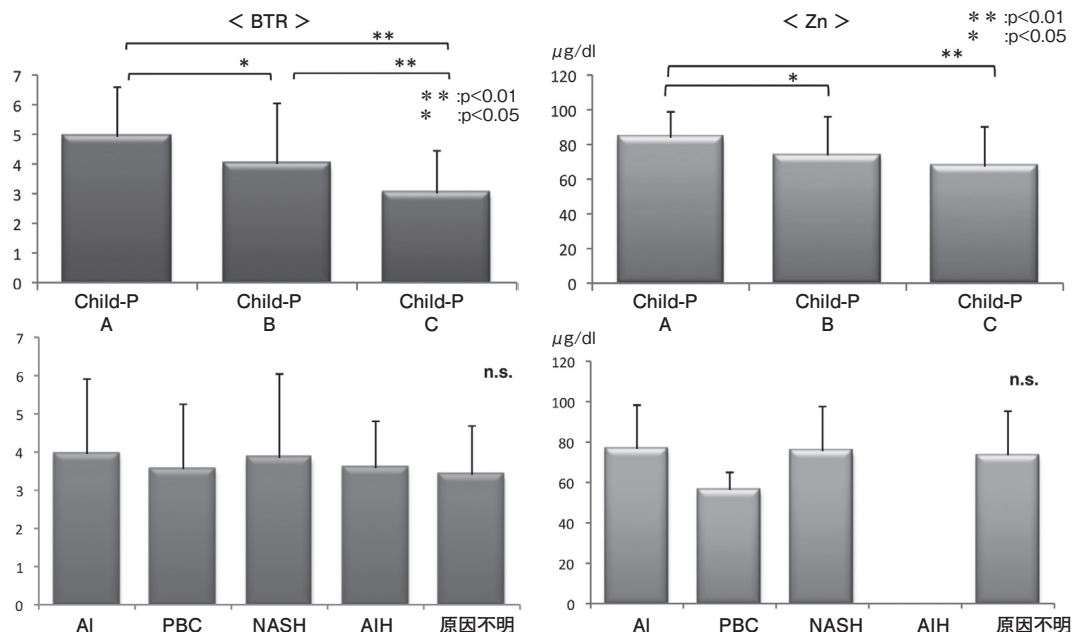 < BTR >
**
*
**
7
6
5
4
3
2
1
0
** :p<0.01
* :p<0.05
Child-P
A
Child-P
B
Child-P
C
< Zn >
** :p<0.01
* :p<0.05
μg/dl
**
*
120
100
80
60
40
20
0
Child-P
A
Child-P
B
Child-P
C
7
6
5
4
3
2
1
0
n.s.
Al
PBC
NASH
AIH
原因不明
μg/dl
120
100
80
60
40
20
0
n.s.
Al
PBC
NASH
AIH
原因不明